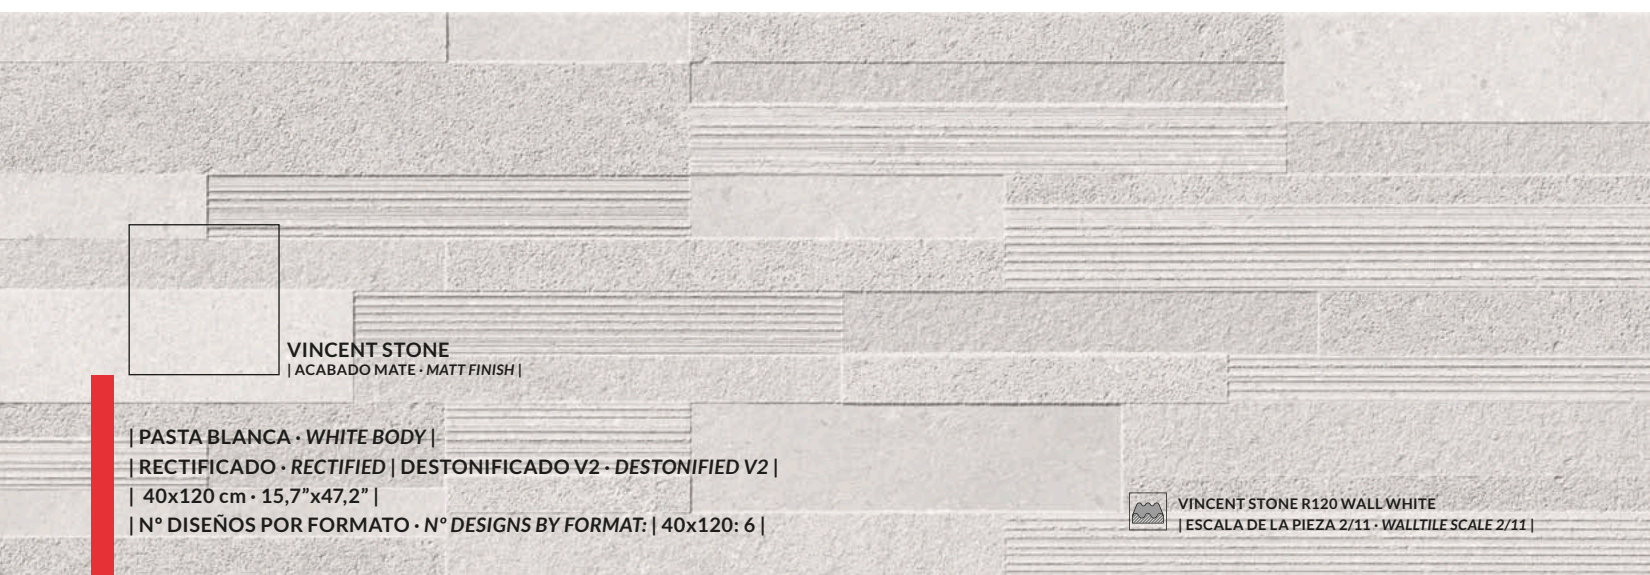 VINCENT STONE
| ACABADO MATE · MATT FINISH |
| PASTA BLANCA · WHITE BODY |
| RECTIFICADO · RECTIFIED | DESTONIFICADO V2 · DESTONIFIED V2 |
| 40x120 cm · 15,7”x47,2” |
| Nº DISEÑOS POR FORMATO · Nº DESIGNS BY FORMAT: | 40x120: 6 |
VINCENT STONE R120 WALL WHITE
| ESCALA DE LA PIEZA 2/11 · WALLTILE SCALE 2/11 |